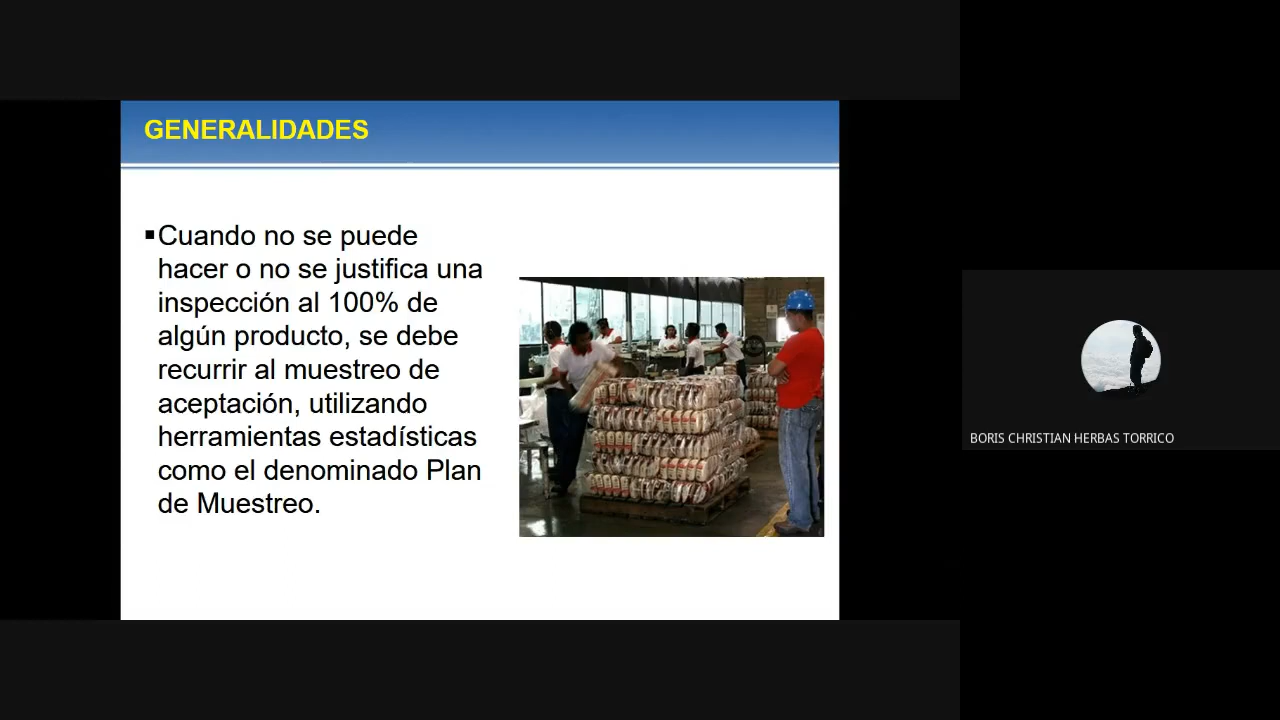 GENERALIDADES
▪Cuando no se puede
hacer o no se justifica una
inspección al 100% de
algún producto, se debe
recurrir al muestreo de
aceptación, utilizando
herramientas estadísticas
como el denominado Plan
de Muestreo.
BORIS CHRISTIAN HERBAS TORRICO